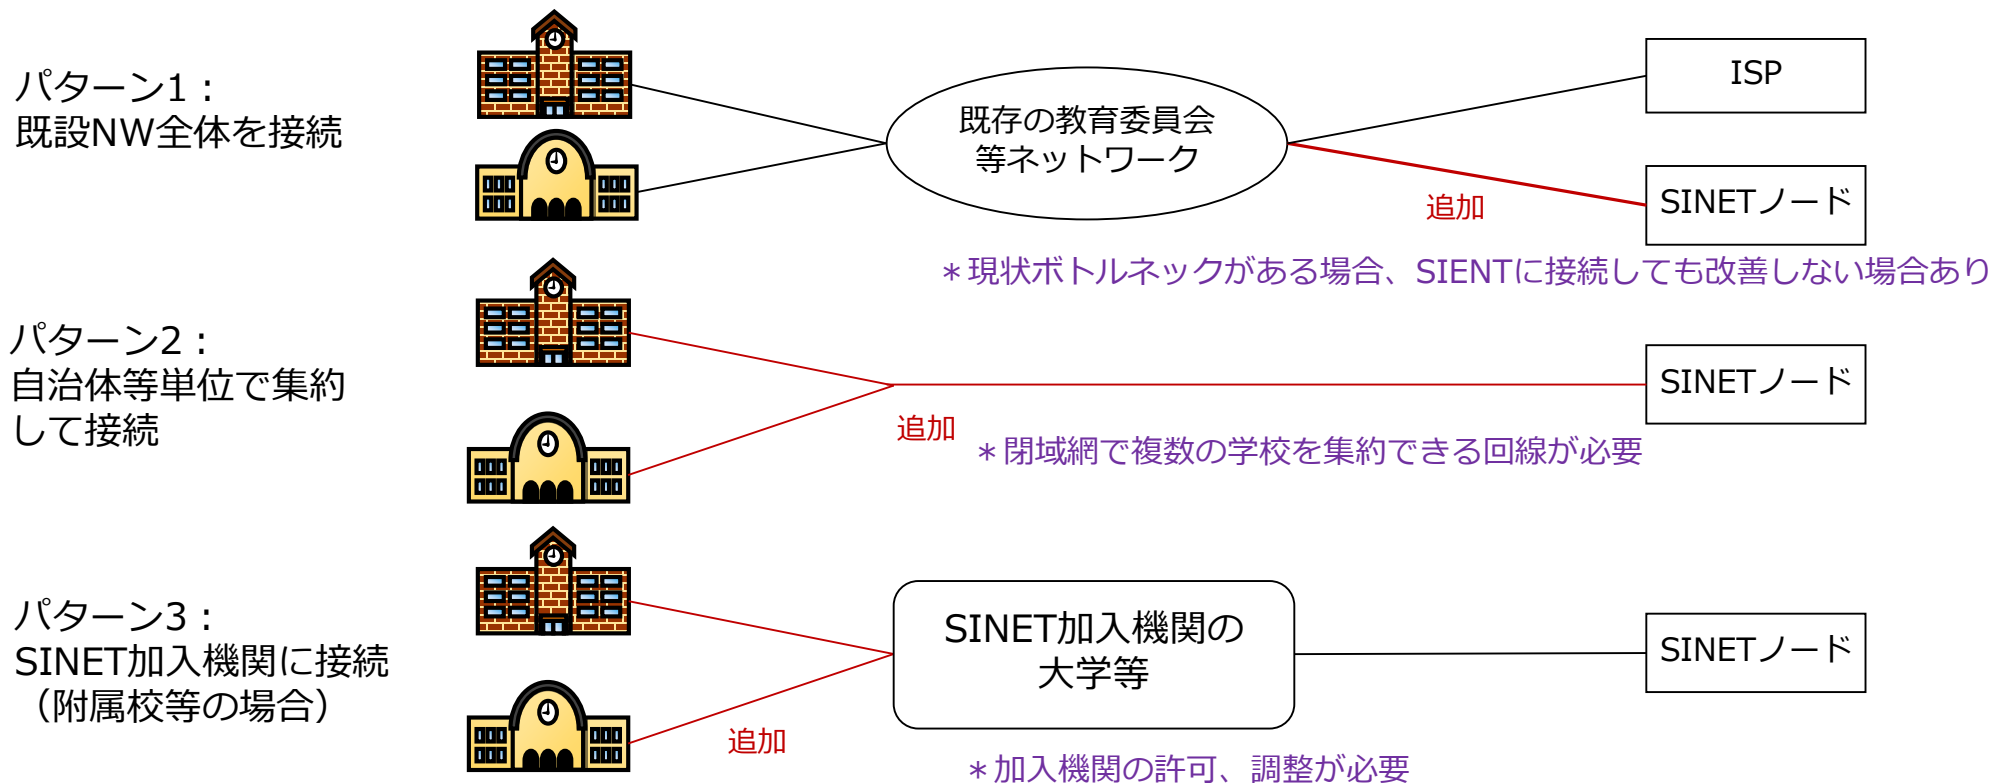 パターン1：
既設NW全体を接続
既存の教育委員会
等ネットワーク
ISP
追加
SINETノード
＊現状ボトルネックがある場合、SIENTに接続しても改善しない場合あり
パターン2：
自治体等単位で集約
して接続
追加
SINETノード
＊閉域網で複数の学校を集約できる回線が必要
パターン3：
SINET加入機関に接続
（附属校等の場合）
追加
SINET加入機関の
大学等
SINETノード
＊加入機関の許可、調整が必要